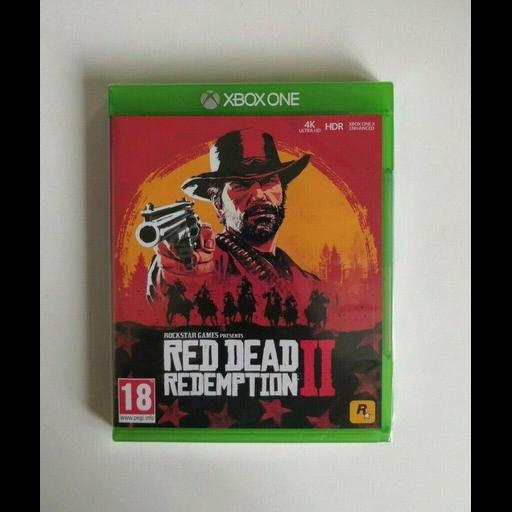 XBOX ONE
4K
ULTRA HD
HDR
XBOX ONE X
ENHANCED
ROCKSTAR GAMES PRESENTS
RED DEAD
REDEMPTION II
18
www.pegi.info
R